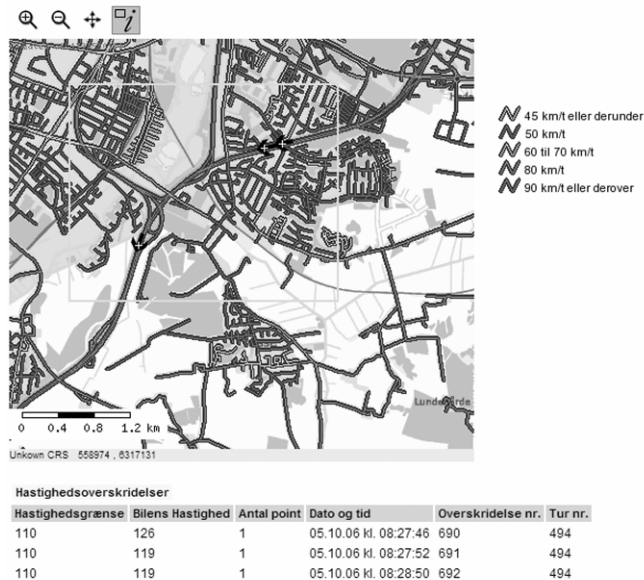 45 km/t eller derunder
50 km/t
60 til 70 km/t
80 km/t
90 km/t eller derover
0 0.4 0.8 1.2 km
Unkown CRS 558974 , 6317131
Hastighedsoverskridelser
Hastighedsgrænse Bilens Hastighed Antal point Dato og tid Overskridelse nr. Tur nr.
110 126 1 05.10.06 kl. 08:27:46 690 494
110 119 1 05.10.06 kl. 08:27:52 691 494
110 119 1 05.10.06 kl. 08:28:50 692 494